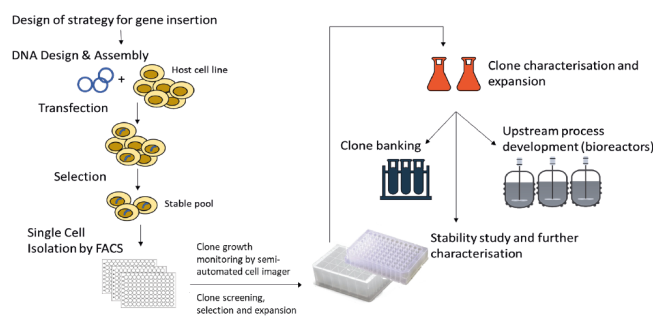 Design of strategy for gene insertion
DNA Design & Assembly
+
Host cell line
Transfection
Selection
Stable pool
Single Cell
Isolation by FACS
Clone growth
monitoring by semi-
automated cell imager
Clone screening,
selection and expansion
Clone characterisation and
expansion
Clone banking
Upstream process
development (bioreactors)
Stability study and further
characterisation